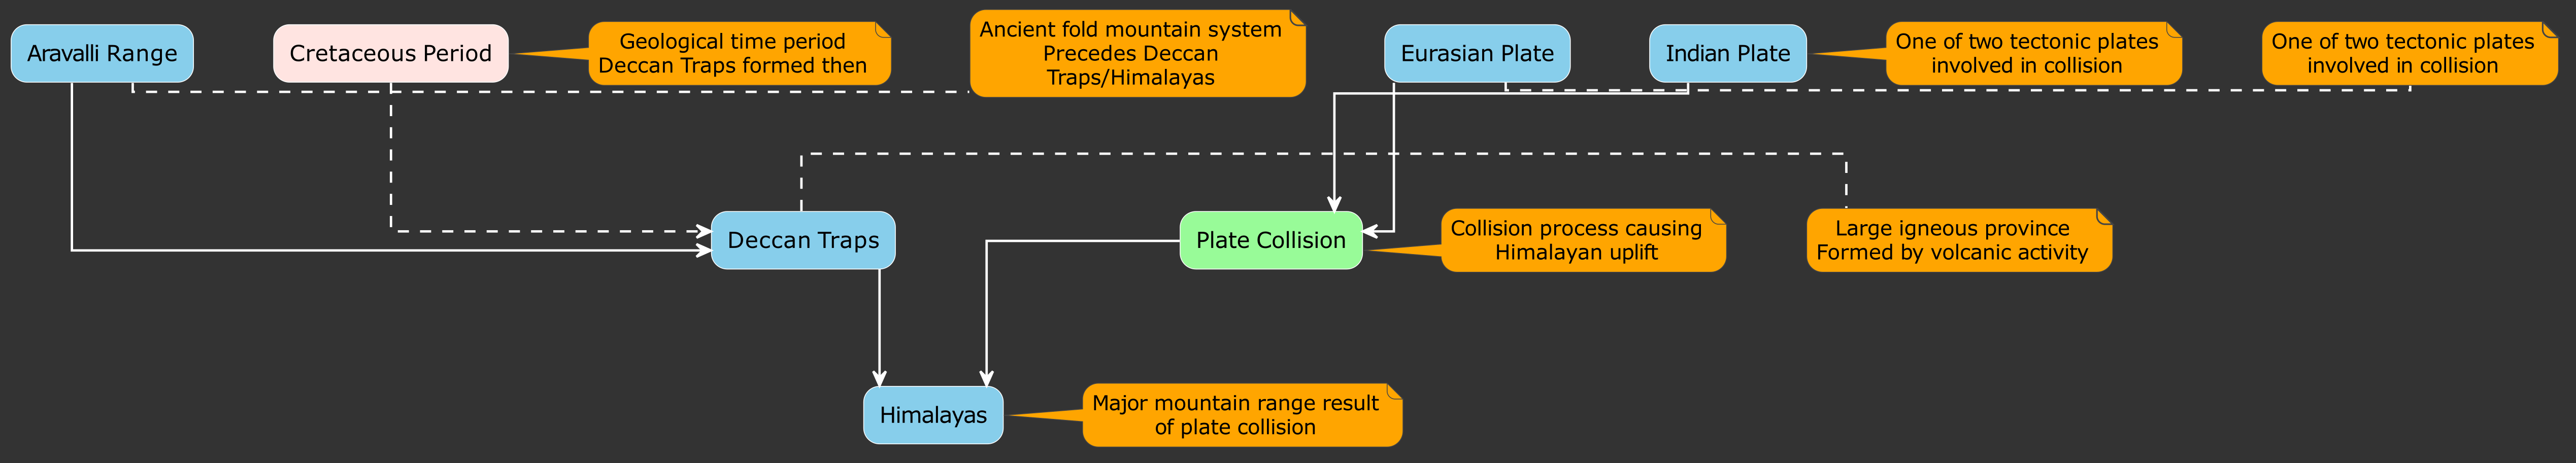 Aravalli Range
Cretaceous Period
Geological time period
Deccan Traps formed then
Ancient fold mountain system
Precedes Deccan
Traps/Himalayas
Eurasian Plate
Indian Plate
One of two tectonic plates
involved in collision
One of two tectonic plates
involved in collision
Deccan Traps
Plate Collision
Collision process causing
Himalayan uplift
Large igneous province
Formed by volcanic activity
Himalayas
Major mountain range result
of plate collision